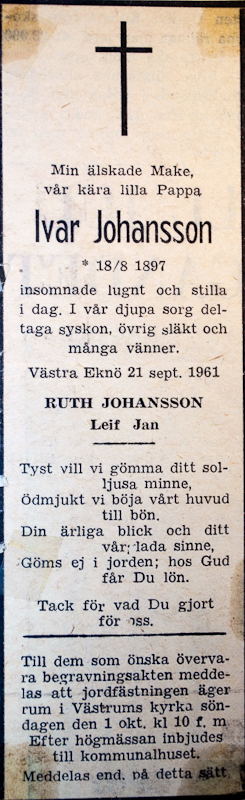 Min älskade Make,
vår kära lilla Pappa
Ivar Johansson
* 18/8 1897
insomnade lugnt och stilla
i dag. I vår djupa sorg del-
taga syskon, övrig släkt och
många vänner.
Västra Eknö 21 sept. 1961
RUTH JOHANSSON
Leif Jan
Tyst vill vi gömma ditt sol-
ljusa minne,
Ödmjukt vi böja vårt huvud
till bön.
Din ärliga blick och ditt
vår; lada sinne,
Göms ej i jorden; hos Gud
får Du lön.
Tack för vad Du gjort
för oss.
Till dem som önska överva-
ra begravningsakten medde-
las att jordfästningen äger
rum i Västrums kyrka sön-
dagen den 1 okt. kl 10 f. m
Efter högmässan inbjudes
till kommunalhuset.
Meddelas end. på detta sätt